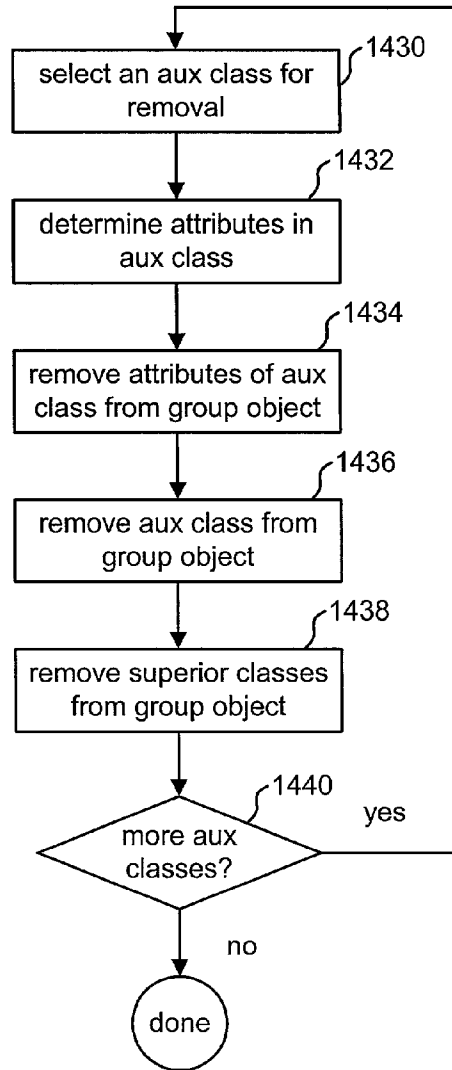 1430
select an aux class for
removal
1432
determine attributes in
aux class
1434
remove attributes of aux
class from group object
1436
remove aux class from
group object
1438
remove superior classes
from group object
1440
more aux
classes?
yes
no
done